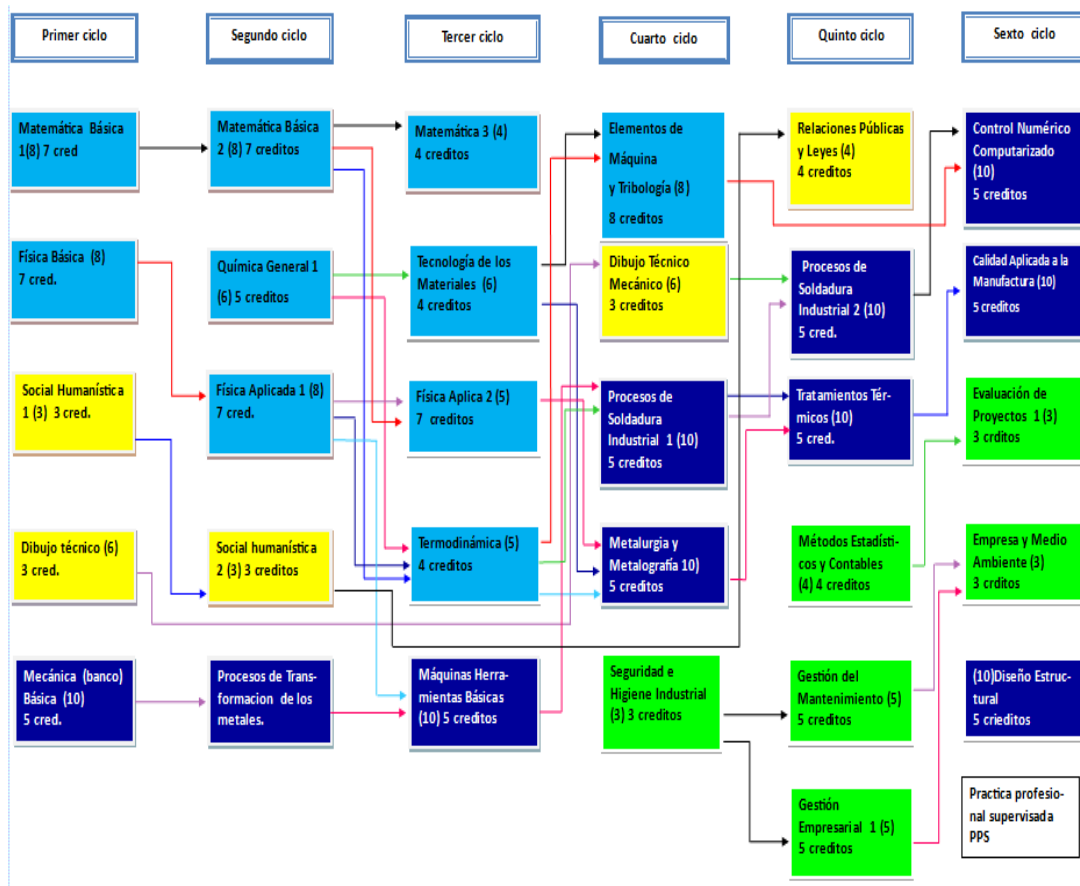 Primer ciclo
Segundo ciclo
Tercer ciclo
Cuarto ciclo
Quinto ciclo
Sexto ciclo
Matemática Básica
1(8) 7 cred
Matemática Básica
2 (8) 7 creditos
Matemática 3 (4)
4 creditos
Elementos de
Máquina
y Tribología (8)
8 creditos
Relaciones Públicas
y Leyes (4)
4 creditos
Control Numérico
Computarizado
(10)
5 creditos
Física Básica (8)
7 cred.
Química General 1
(6) 5 creditos
Tecnología de los
Materiales (6)
4 creditos
Dibujo Técnico
Mecánico (6)
3 creditos
Procesos de
Soldadura
Industrial 2 (10)
5 cred.
Calidad Aplicada a la
Manufactura (10)
5 creditos
Social Humanística
1 (3) 3 cred.
Física Aplicada 1 (8)
7 cred.
Física Aplica 2 (5)
7 creditos
Procesos de
Soldadura
Industrial 1 (10)
5 creditos
Tratamientos Tér-
micos (10)
5 cred.
Evaluación de
Proyectos 1 (3)
3 crditos
Dibujo técnico (6)
3 cred.
Social humanística
2 (3) 3 creditos
Termodinámica (5)
4 creditos
Metalurgia y
Metalografía 10)
5 creditos
Métodos Estadísti-
cos y Contables
(4) 4 creditos
Empresa y Medio
Ambiente (3)
3 crditos
Mecánica (banco)
Básica (10)
5 cred.
Procesos de Trans-
formacion de los
metales.
Máquinas Herra-
mientas Básicas
(10) 5 creditos
Seguridad e
Higiene Industrial
(3) 3 creditos
Gestión del
Mantenimiento (5)
5 creditos
(10)Diseño Estruc-
tural
5 crieditos
Gestión
Empresarial 1 (5)
5 creditos
Practica profesio-
nal supervisada
PPS